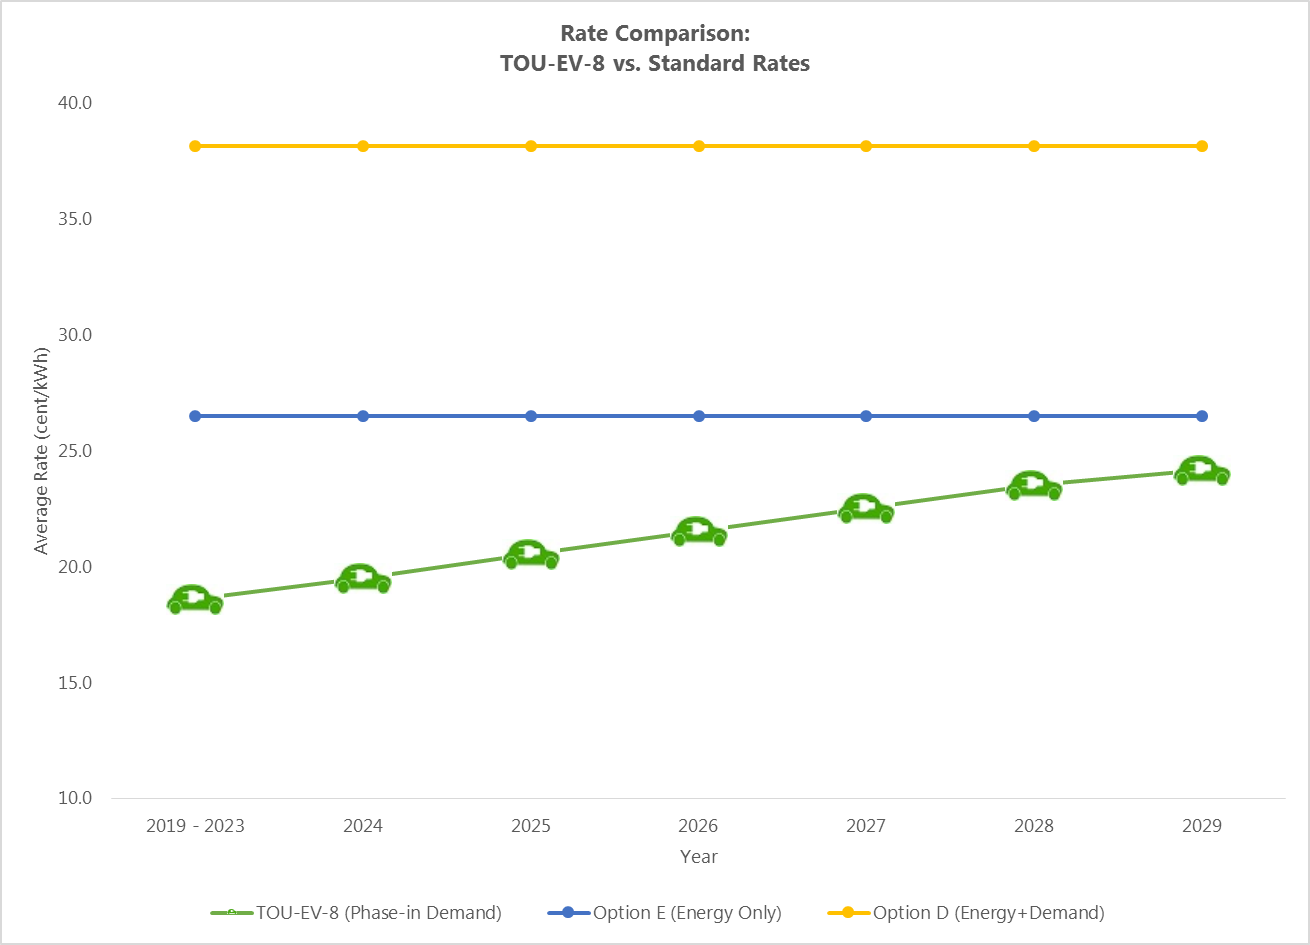 Rate Comparison:
TOU-EV-8 vs. Standard Rates
40.0
35.0
30.0
25.0
20.0
15.0
10.0
Average Rate (cent/kWh)
2019 - 2023 2024 2025 2026 2027 2028 2029
Year
TOU-EV-8 (Phase-in Demand) Option E (Energy Only) Option D (Energy+Demand)